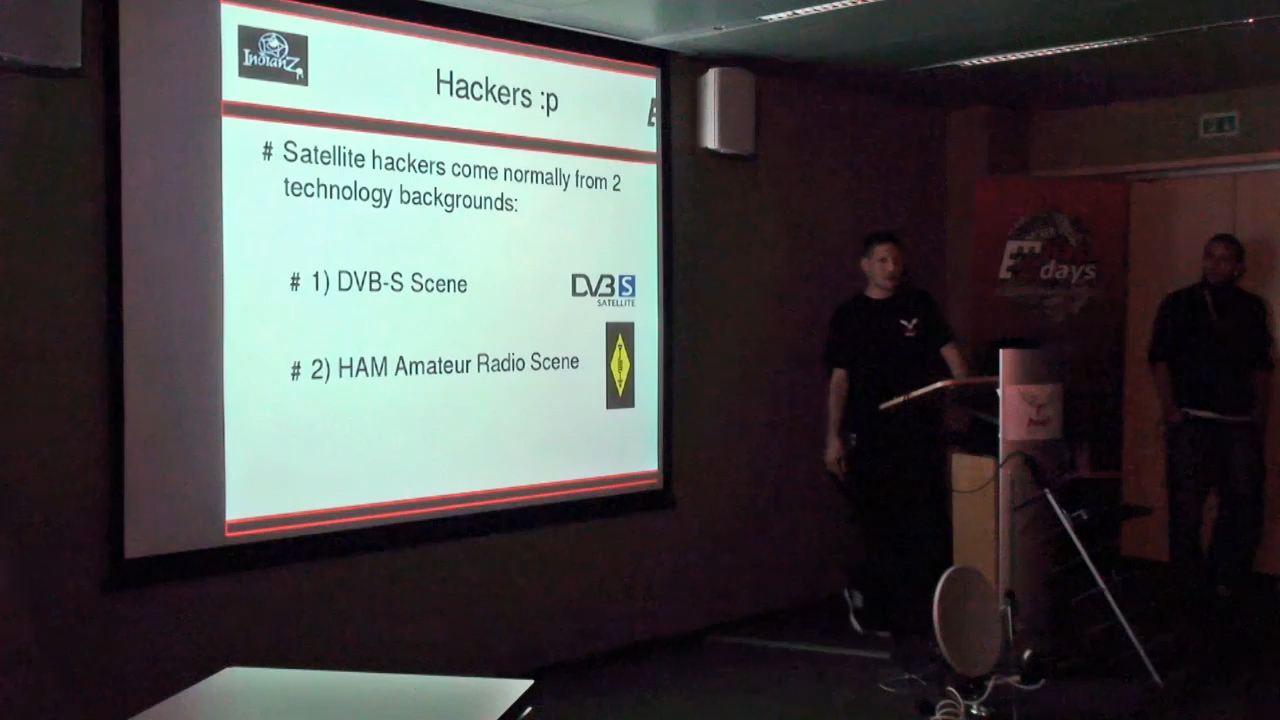 IndianZ
Hackers :p
E
# Satellite hackers come normally from 2
technology backgrounds:
# 1) DVB-S Scene
DVB S
SATELLITE
# 2) HAM Amateur Radio Scene
E days